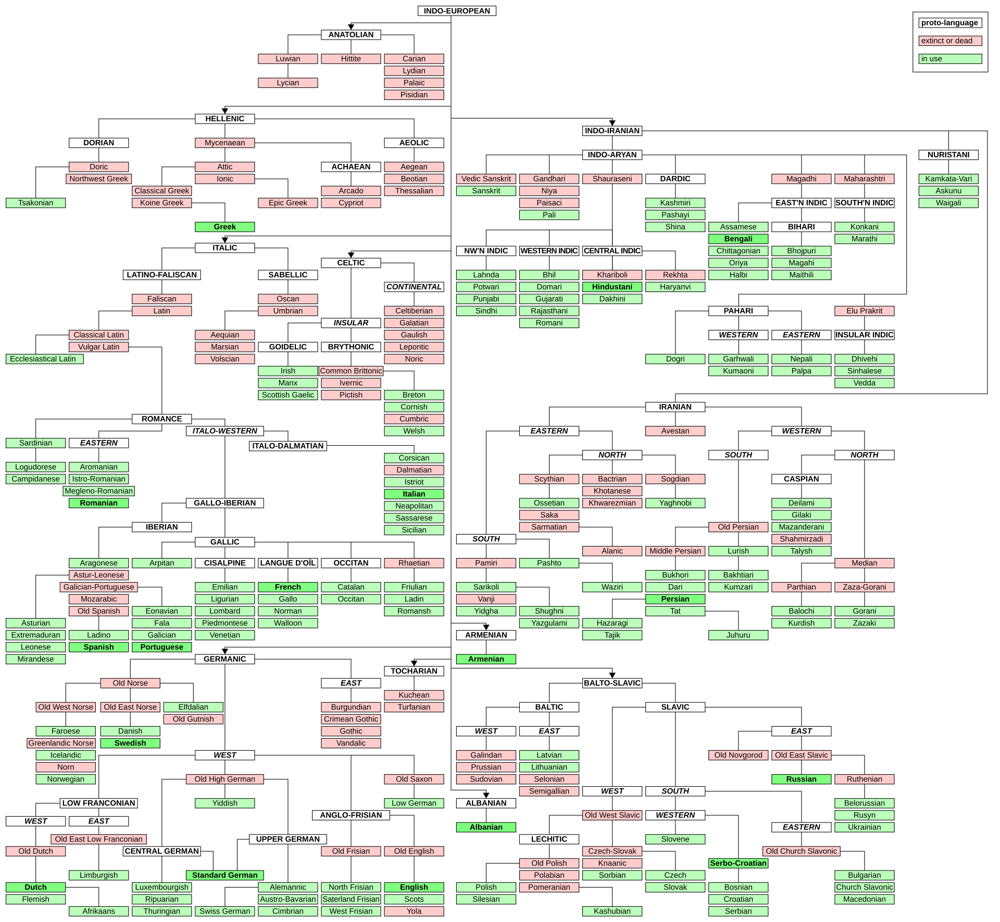 INDO-EUROPEAN
proto-language
extinct or dead
in use
ANATOLIAN
Luwian
Hittite
Carian
Lydian
Lycian
Palaic
Pisidian
HELLENIC
DORIAN
Mycenaean
AEOLIC
Doric
Attic
ACHAEAN
Aegean
Northwest Greek
Ionic
Beotian
Classical Greek
Arcado
Thessalian
Tsakonian
Koine Greek
Epic Greek
Cypriot
Greek
INDO-IRANIAN
INDO-ARYAN
NURISTANI
Vedic Sanskrit
Gandhari
Shauraseni
DARDIC
Magadhi
Maharashtri
Kamkata-Vari
Sanskrit
Niya
Askunu
Paisaci
Kashmiri
EAST'N INDIC
SOUTH'N INDIC
Waigali
Pali
Pashayi
Shina
Assamese
BIHARI
Konkani
Bengali
Marathi
NW'N INDIC
WESTERN INDIC
CENTRAL INDIC
Chittagonian
Bhojpuri
Oriya
Magahi
Lahnda
Bhil
Khariboli
Rekhta
Halbi
Maithili
Potwari
Domari
Hindustani
Haryanvi
Punjabi
Gujarati
Dakhini
Sindhi
Rajasthani
Romani
PAHARI
Elu Prakrit
WESTERN
EASTERN
INSULAR INDIC
Dogri
Garhwali
Nepali
Dhivehi
Kumaoni
Palpa
Sinhalese
Vedda
ITALIC
CELTIC
LATINO-FALISCAN
SABELLIC
CONTINENTAL
Faliscan
Oscan
Latin
Umbrian
Celtiberian
INSULAR
Galatian
Classical Latin
Aequian
Gaulish
Vulgar Latin
Marsian
GOIDELIC
BRYTHONIC
Lepontic
Ecclesiastical Latin
Volscian
Noric
Irish
Common Brittonic
Manx
Ivernic
Scottish Gaelic
Pictish
Breton
Cornish
Cumbric
Welsh
ROMANCE
ITALO-WESTERN
Sardinian
EASTERN
ITALO-DALMATIAN
Corsican
Logudorese
Aromanian
Dalmatian
Campidanese
Istro-Romanian
Istriot
Megleno-Romanian
Italian
Romanian
GALLO-IBERIAN
Neapolitan
Sassarese
IBERIAN
Sicilian
GALLIC
Aragonese
Arpitan
CISALPINE
LANGUE D'OÏL
OCCITAN
Rhaetian
Astur-Leonese
Galician-Portuguese
Emilian
French
Catalan
Friulian
Mozarabic
Ligurian
Gallo
Occitan
Ladin
Old Spanish
Eonavian
Lombard
Norman
Romansh
Asturian
Fala
Piedmontese
Walloon
Extremaduran
Ladino
Galician
Venetian
Leonese
Spanish
Portuguese
Mirandese
IRANIAN
EASTERN
Avestan
WESTERN
NORTH
SOUTH
NORTH
Scythian
Bactrian
Sogdian
CASPIAN
Khotanese
Ossetian
Khwarezmian
Yaghnobi
Deilami
Saka
Gilaki
Sarmatian
Old Persian
Mazanderani
SOUTH
Shahmirzadi
Alanic
Middle Persian
Lurish
Talysh
Pamiri
Pashto
Median
Bukhori
Bakhtiari
Sarikoli
Waziri
Dari
Kumzari
Parthian
Zaza-Gorani
Vanji
Persian
Yidgha
Shughni
Tat
Balochi
Gorani
Yazgulami
Hazaragi
Kurdish
Zazaki
Tajik
Juhuru
ARMENIAN
Armenian
GERMANIC
TOCHARIAN
Old Norse
EAST
Kuchean
Old West Norse
Old East Norse
Elfdalian
Burgundian
Turfanian
Old Gutnish
Crimean Gothic
Faroese
Danish
Gothic
Greenlandic Norse
Swedish
Vandalic
Icelandic
WEST
Norn
Norwegian
Old High German
Old Saxon
LOW FRANCONIAN
Yiddish
Low German
WEST
EAST
ANGLO-FRISIAN
Old East Low Franconian
UPPER GERMAN
Old Dutch
CENTRAL GERMAN
Old Frisian
Old English
Limburgish
Standard German
Dutch
Luxembourgish
Alemannic
North Frisian
English
Flemish
Ripuarian
Austro-Bavarian
Saterland Frisian
Scots
Afrikaans
Thuringian
Swiss German
Cimbrian
West Frisian
Yola
BALTO-SLAVIC
BALTIC
SLAVIC
WEST
EAST
EAST
Galindan
Latvian
Old Novgorod
Old East Slavic
Prussian
Lithuanian
Sudovian
Selonian
Russian
Ruthenian
Semigallian
WEST
SOUTH
ALBANIAN
Belorussian
Old West Slavic
WESTERN
Rusyn
Albanian
EASTERN
Ukrainian
LECHITIC
Slovene
Czech-Slovak
Old Church Slavonic
Old Polish
Knaanic
Serbo-Croatian
Polabian
Sorbian
Czech
Bulgarian
Polish
Pomeranian
Slovak
Bosnian
Church Slavonic
Silesian
Croatian
Macedonian
Kashubian
Serbian